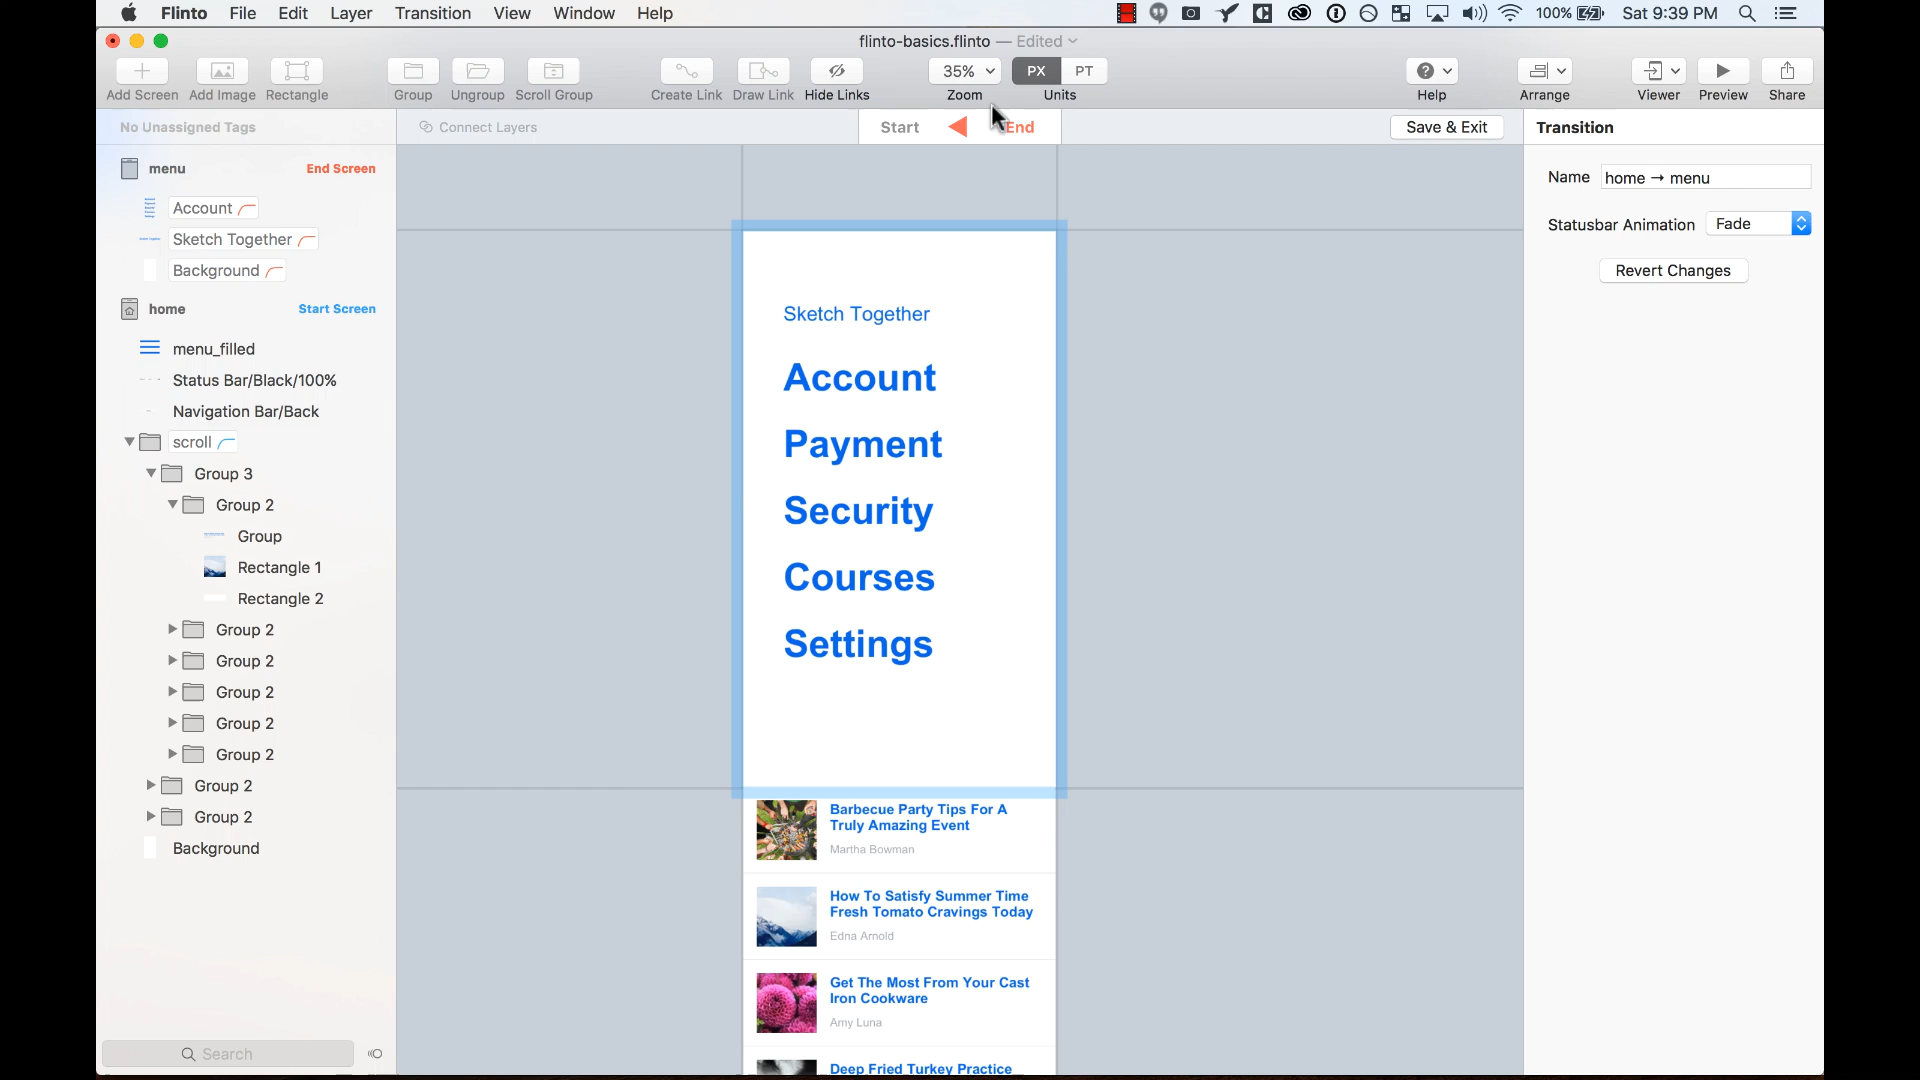 Flinto File Edit Layer Transition View Window Help
100% Sat 9:39 PM
flinto-basics.flinto — Edited
35% PX PT
Add Screen Add Image Rectangle Group Ungroup Scroll Group Create Link Draw Link Hide Links Zoom Units Help Arrange Viewer Preview Share
No Unassigned Tags
Connect Layers
Start End
Save & Exit
Transition
menu End Screen
Account
Sketch Together
Background
home Start Screen
menu_filled
Status Bar/Black/100%
Navigation Bar/Back
scroll
Group 3
Group 2
Group
Rectangle 1
Rectangle 2
Group 2
Group 2
Group 2
Group 2
Group 2
Group 2
Group 2
Background
Search
Sketch Together
Account
Payment
Security
Courses
Settings
Barbecue Party Tips For A
Truly Amazing Event
Martha Bowman
How To Satisfy Summer Time
Fresh Tomato Cravings Today
Edna Arnold
Get The Most From Your Cast
Iron Cookware
Amy Luna
Deep Fried Turkey Practice
Name home → menu
Statusbar Animation Fade
Revert Changes